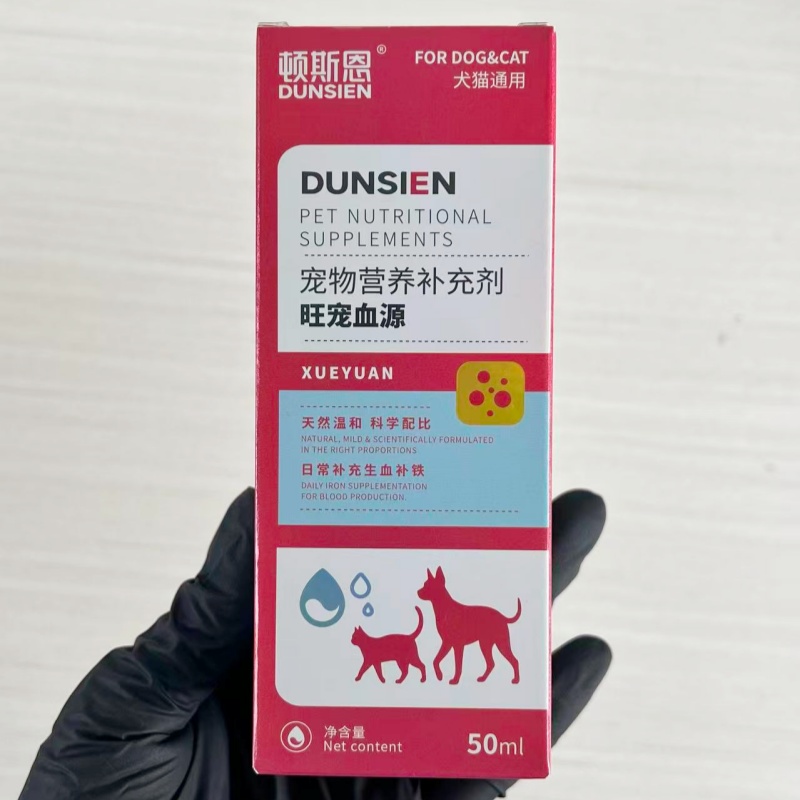 顿斯恩®
DUNSIEN
FOR DOG&CAT
犬猫通用
DUNSIEN
PET NUTRITIONAL
SUPPLEMENTS
宠物营养补充剂
旺宠血源
XUEYUAN
天然温和 科学配比
NATURAL, MILD & SCIENTIFICALLY FORMULATED
IN THE RIGHT PROPORTIONS
日常补充生血补铁
DAILY IRON SUPPLEMENTATION
FOR BLOOD PRODUCTION.
净含量
Net content
50ml